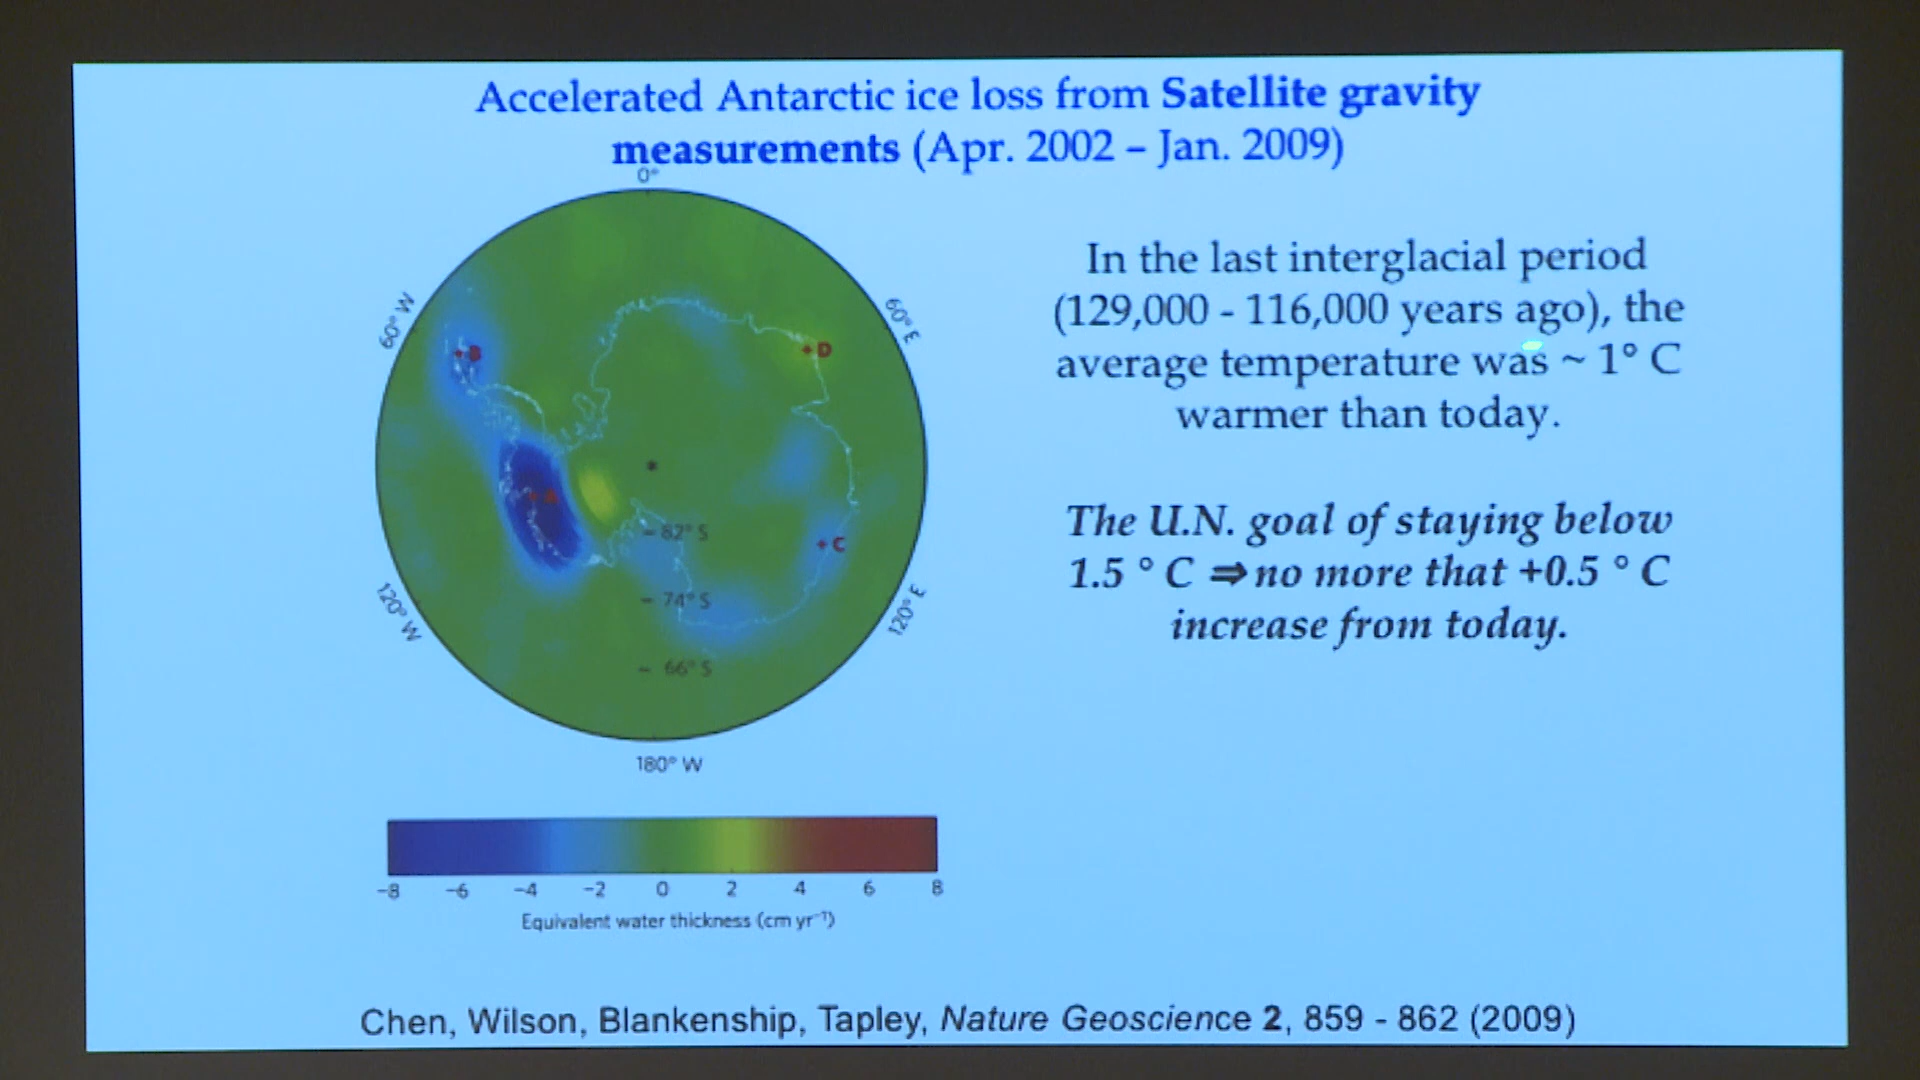 Accelerated Antarctic ice loss from Satellite gravity
measurements (Apr. 2002 – Jan. 2009)
0°
60° W
60° E
+B
+D
+A
82° S
+C
74° S
120° W
120° E
66° S
180° W
−8 −6 −4 −2 0 2 4 6 8
Equivalent water thickness (cm yr⁻¹)
In the last interglacial period
(129,000 - 116,000 years ago), the
average temperature was ~ 1° C
warmer than today.
The U.N. goal of staying below
1.5 ° C ⇒ no more that +0.5 ° C
increase from today.
Chen, Wilson, Blankenship, Tapley, Nature Geoscience 2, 859 - 862 (2009)